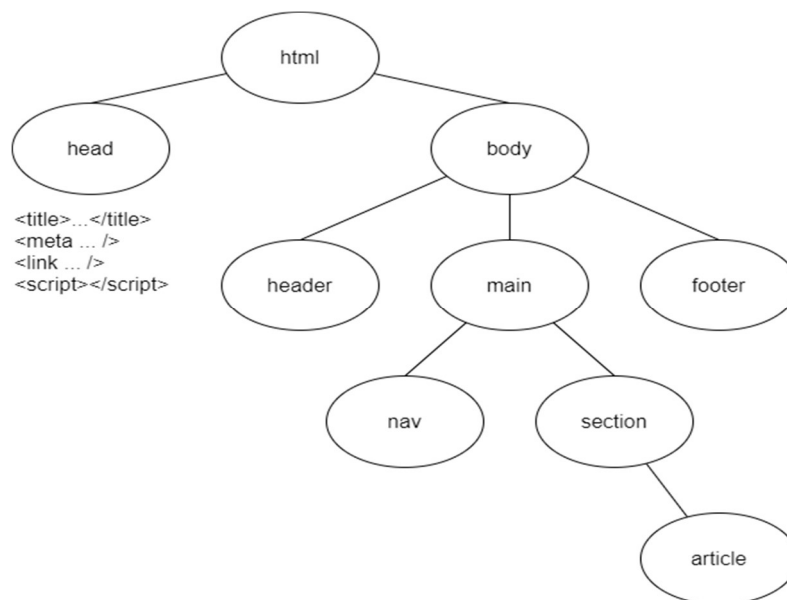 html
head
body
<title>...</title>
<meta ... />
<link ... />
<script></script>
header
main
footer
nav
section
article